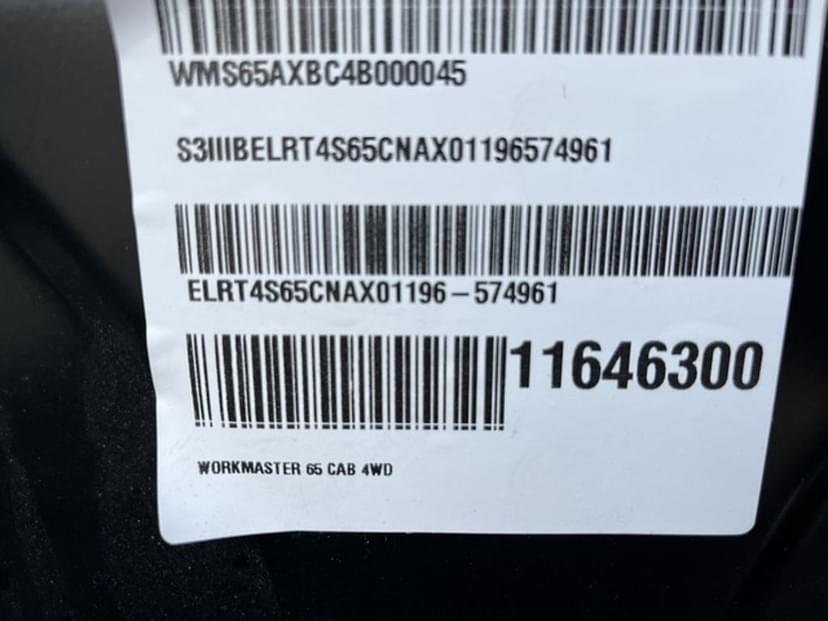 WMS65AXBC4B000045
S3IIIBELRT4S65CNAX01196574961
ELRT4S65CNAX01196–574961
11646300
WORKMASTER 65 CAB 4WD